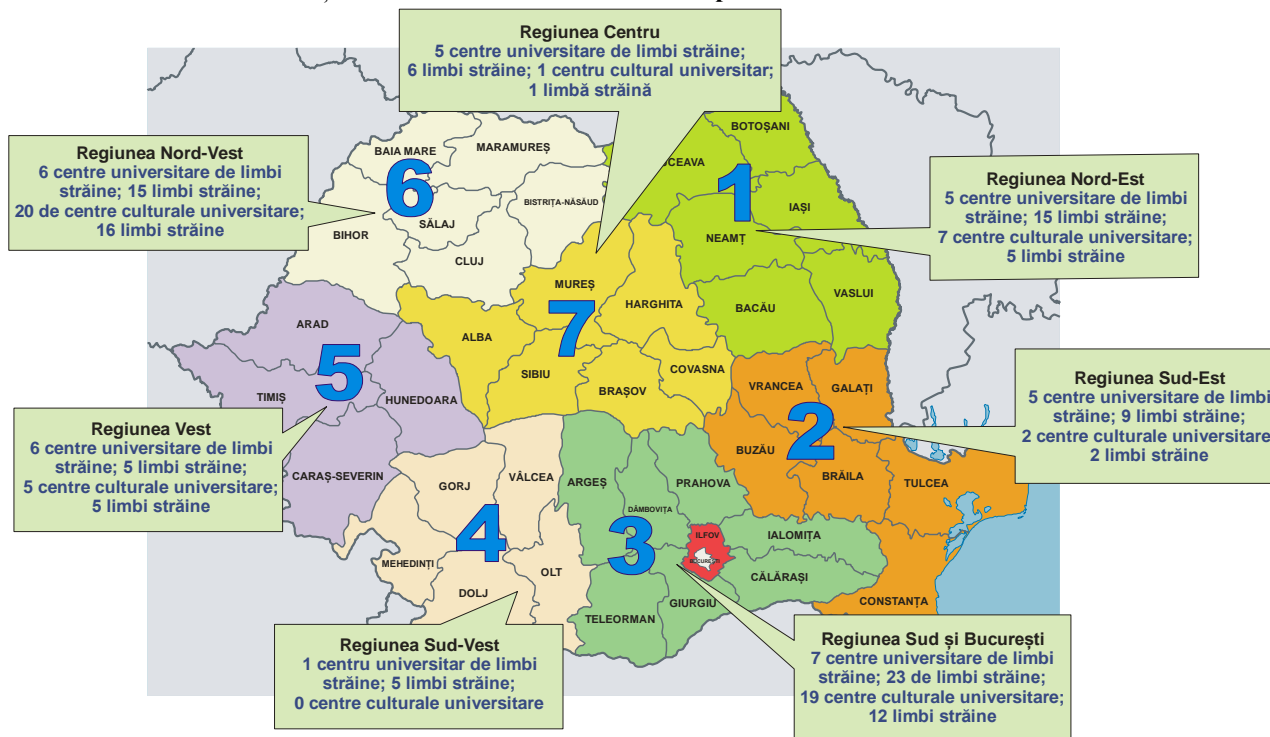 Regiunea Centru
5 centre universitare de limbi străine;
6 limbi străine; 1 centru cultural universitar;
1 limbă străină
Regiunea Nord-Vest
6 centre universitare de limbi
străine; 15 limbi străine;
20 de centre culturale universitare;
16 limbi străine
Regiunea Nord-Est
5 centre universitare de limbi
străine; 15 limbi străine;
7 centre culturale universitare;
5 limbi străine
BAIA MARE
MARAMUREȘ
6
BISTRIȚA-NĂSĂUD
SĂLAJ
BIHOR
CLUJ
BOTOȘANI
UCEAVA
1
IAȘI
NEAMȚ
BACĂU
VASLUI
MUREȘ
HARGHITA
7
ALBA
SIBIU
BRAȘOV
COVASNA
ARAD
5
TIMIȘ
HUNEDOARA
CARAȘ-SEVERIN
VRANCEA
GALAȚI
2
BUZĂU
BRĂILA
TULCEA
CONSTANȚA
Regiunea Vest
6 centre universitare de limbi
străine; 5 limbi străine;
5 centre culturale universitare;
5 limbi străine
Regiunea Sud-Est
5 centre universitare de limbi
străine; 9 limbi străine;
2 centre culturale universitare
2 limbi străine
GORJ
VÂLCEA
4
MEHEDINȚI
DOLJ
OLT
ARGEȘ
DÂMBOVIȚA
PRAHOVA
3
ILFOV
BUCUREȘTI
IALOMIȚA
CĂLĂRAȘI
GIURGIU
TELEORMAN
Regiunea Sud-Vest
1 centru universitar de limbi
străine; 5 limbi străine;
0 centre culturale universitare
Regiunea Sud și București
7 centre universitare de limbi
străine; 23 de limbi străine;
19 centre culturale universitare;
12 limbi străine